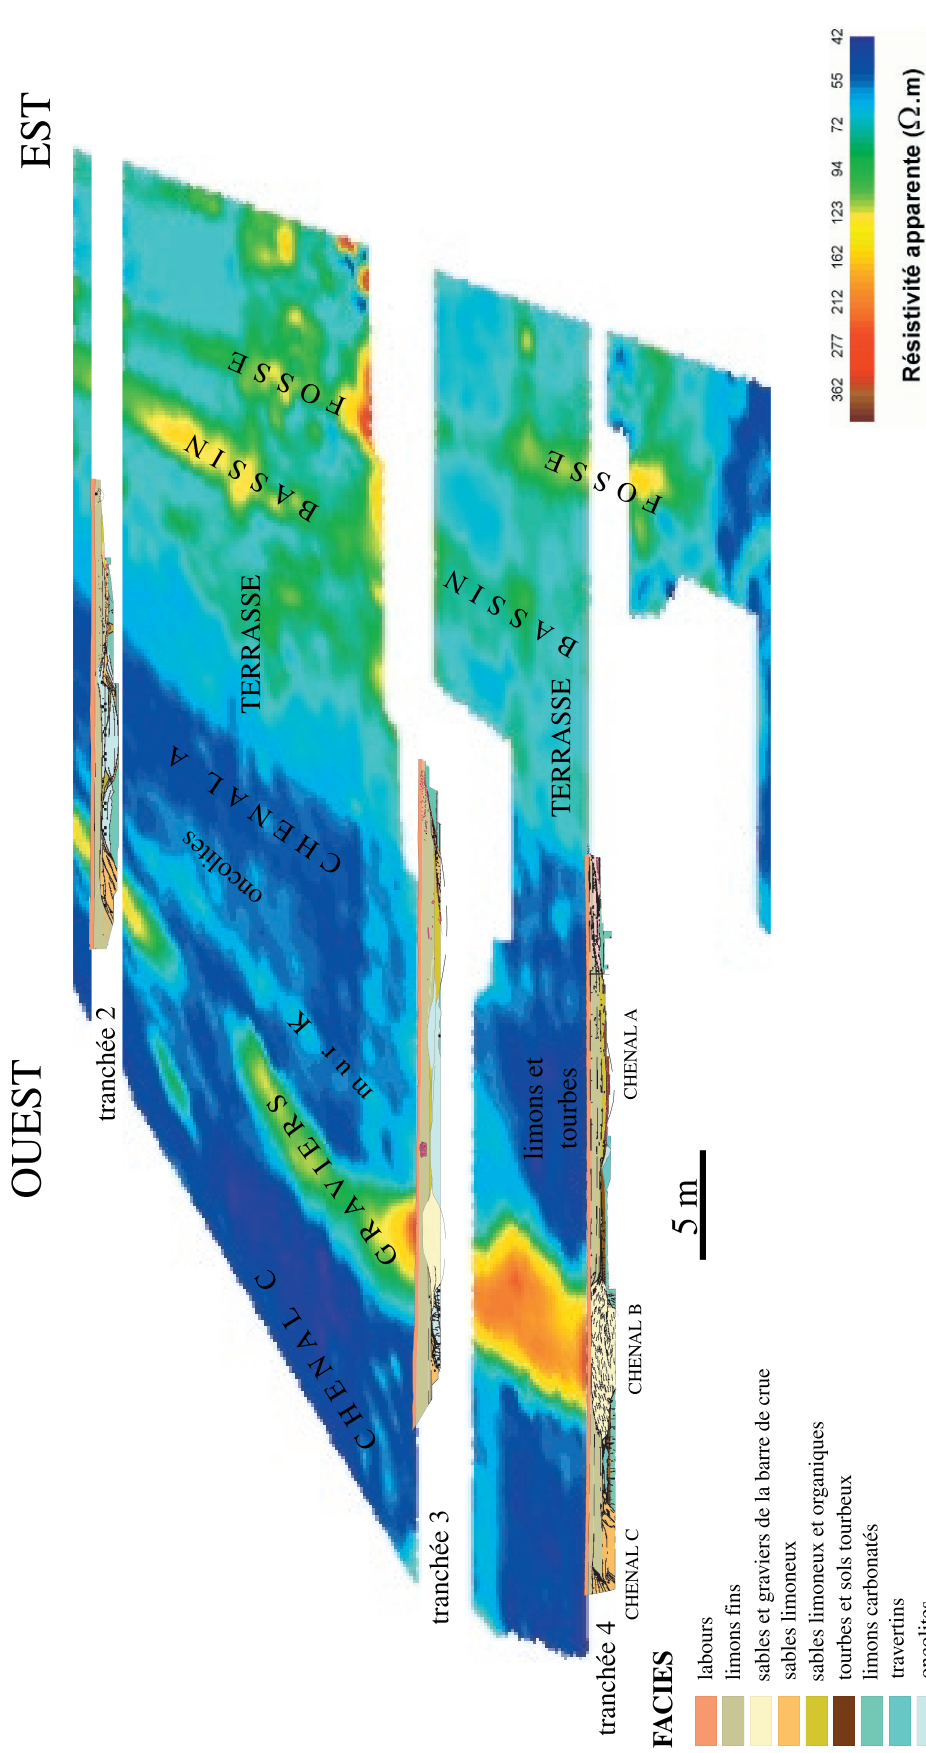 OUEST
EST
tranchée 2
TERRASSE
BASSIN
FOSSE
CHENAL A
oncolites
mur K
GRAVIERS
CHENAL C
tranchée 3
BASSIN
FOSSE
TERRASSE
limons et
tourbes
tranchée 4
CHENAL C
CHENAL B
CHENAL A
5 m
FACIES
labours
limons fins
sables et graviers de la barre de crue
sables limoneux
sables limoneux et organiques
tourbes et sols tourbeux
limons carbonatés
travertins
362 277 212 162 123 94 72 55 42
Résistivité apparente (Ω.m)